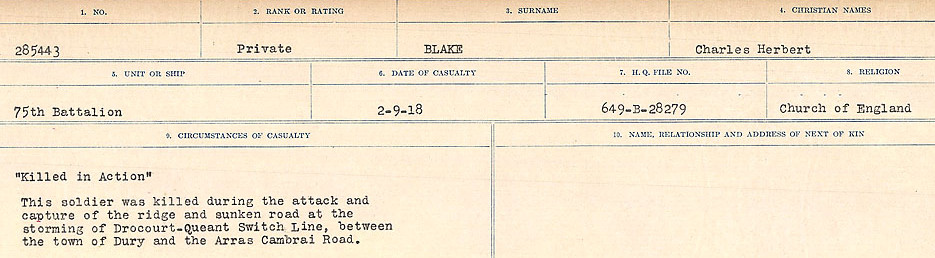 1. NO. 2. RANK OR RATING 3. SURNAME 4. CHRISTIAN NAMES
285443 Private BLAKE Charles Herbert
5. UNIT OR SHIP 6. DATE OF CASUALTY 7. H. Q. FILE NO. 8. RELIGION
75th Battalion 2-9-18 649-B-28279 Church of England
9. CIRCUMSTANCES OF CASUALTY 10. NAME, RELATIONSHIP AND ADDRESS OF NEXT OF KIN
"Killed in Action"
This soldier was killed during the attack and
capture of the ridge and sunken road at the
storming of Drocourt-Queant Switch Line, between
the town of Dury and the Arras Cambrai Road.